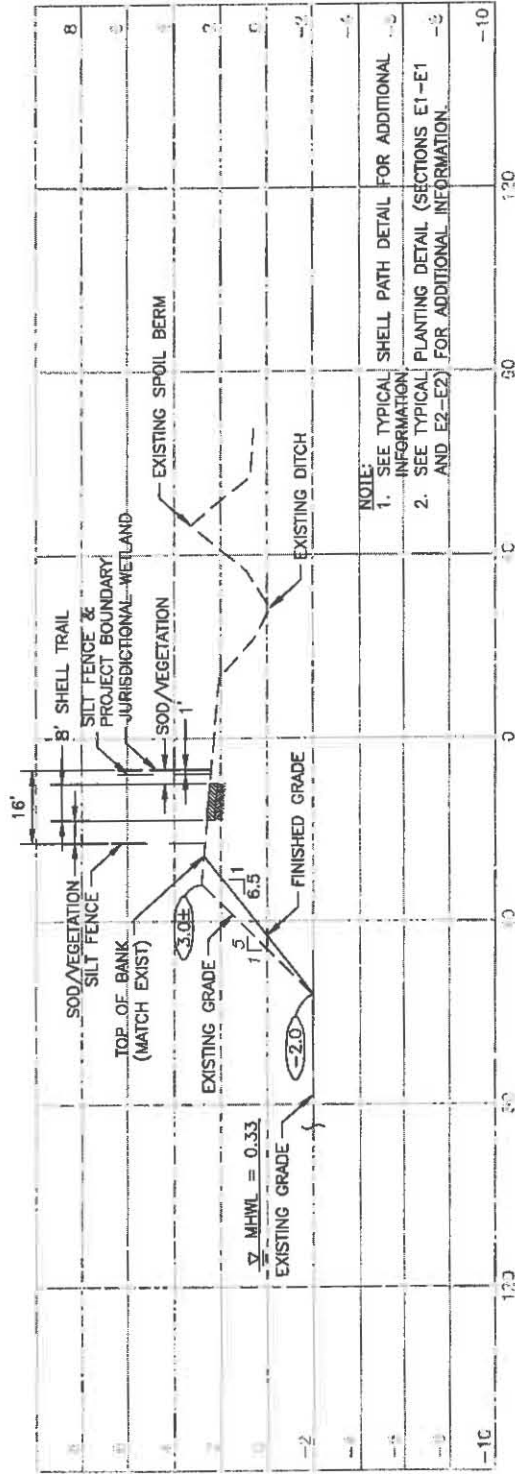 16'
8' SHELL TRAIL
SILT FENCE &
PROJECT BOUNDARY
JURISDICTIONAL WETLAND
SOD/VEGETATION
1'
EXISTING SPOIL BERM
SOD/VEGETATION
SILT FENCE
TOP OF BANK
(MATCH EXIST)
3.0±
EXISTING GRADE
1
5
1
6.5
FINISHED GRADE
EXISTING DITCH
-2.0
MHWL = 0.33
EXISTING GRADE
NOTE:
1. SEE TYPICAL SHELL PATH DETAIL FOR ADDITIONAL
INFORMATION
2. SEE TYPICAL PLANTING DETAIL (SECTIONS E1-E1
AND E2-E2) FOR ADDITIONAL INFORMATION.
8
-10
-10
120
0
120